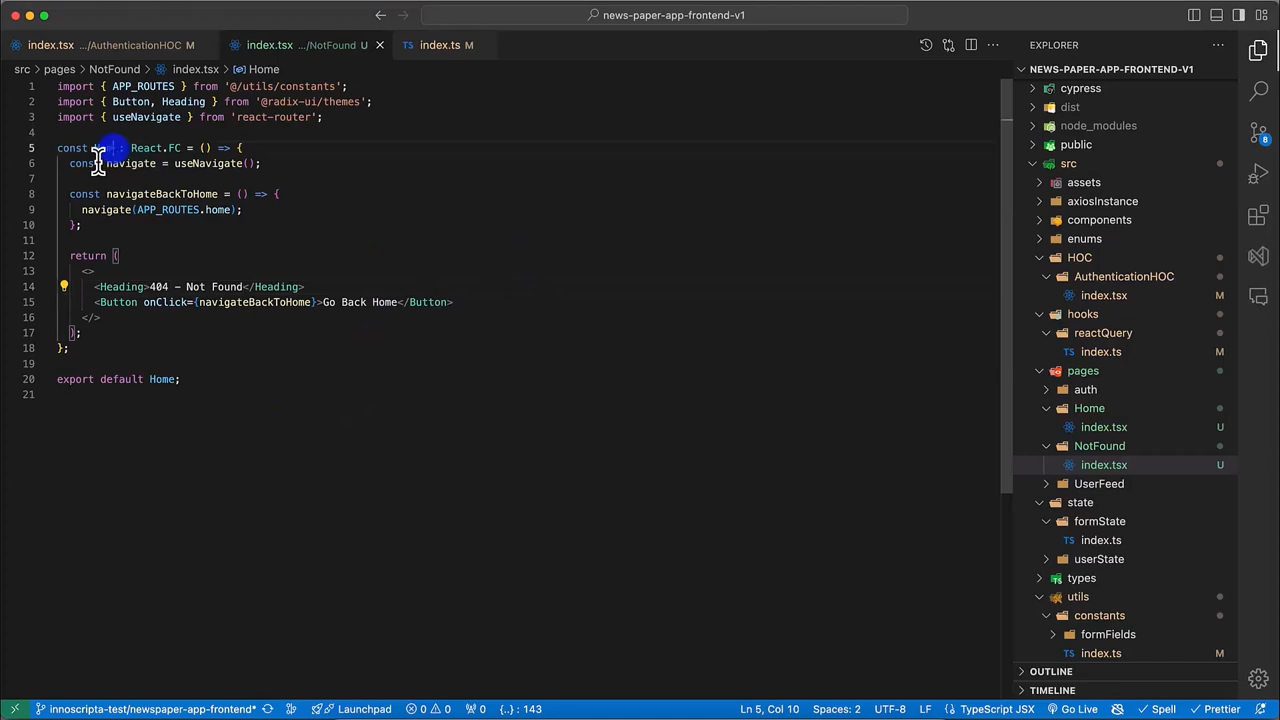 news-paper-app-frontend-v1
index.tsx .../AuthenticationHOC M
index.tsx .../NotFound U
index.ts M
EXPLORER
src > pages > NotFound > index.tsx > Home
NEWS-PAPER-APP-FRONTEND-V1
1 import { APP_ROUTES } from '@/utils/constants';
2 import { Button, Heading } from '@radix-ui/themes';
3 import { useNavigate } from 'react-router';
4
5 const : React.FC = () => {
6 const navigate = useNavigate();
7
8 const navigateBackToHome = () => {
9 navigate(APP_ROUTES.home);
10 };
11
12 return (
13 <>
14 <Heading>404 - Not Found</Heading>
15 <Button onClick={navigateBackToHome}>Go Back Home</Button>
16 </>
17 );
18 };
19
20 export default Home;
21
cypress
dist
node_modules
public
src
assets
axiosInstance
components
enums
HOC
AuthenticationHOC
index.tsx M
hooks
reactQuery
index.ts M
pages
auth
Home
index.tsx U
NotFound
index.tsx U
UserFeed
state
formState
index.ts
userState
types
utils
constants
formFields
index.ts M
OUTLINE
TIMELINE
8
innoscripta-test/newspaper-app-frontend* Launchpad 0 0 0 {..} : 143 Ln 5, Col 10 Spaces: 2 UTF-8 LF TypeScript JSX Go Live Spell Prettier